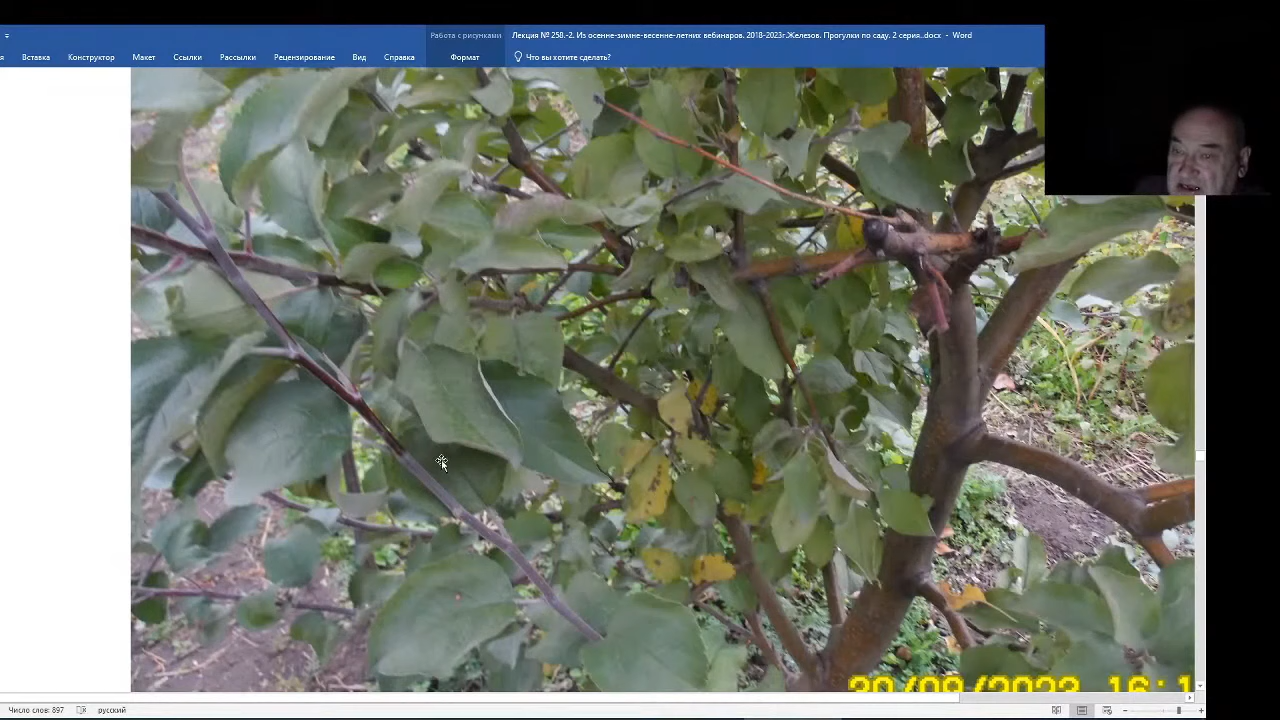 Работа с рисунками
Лекция № 258.-2. Из осенне-зимне-весенне-летних вебинаров. 2018-2023г.Железов. Прогулки по саду. 2 серия..docx - Word
я Вставка Конструктор Макет Ссылки Рассылки Рецензирование Вид Справка Формат Что вы хотите сделать?
Число слов: 897 русский